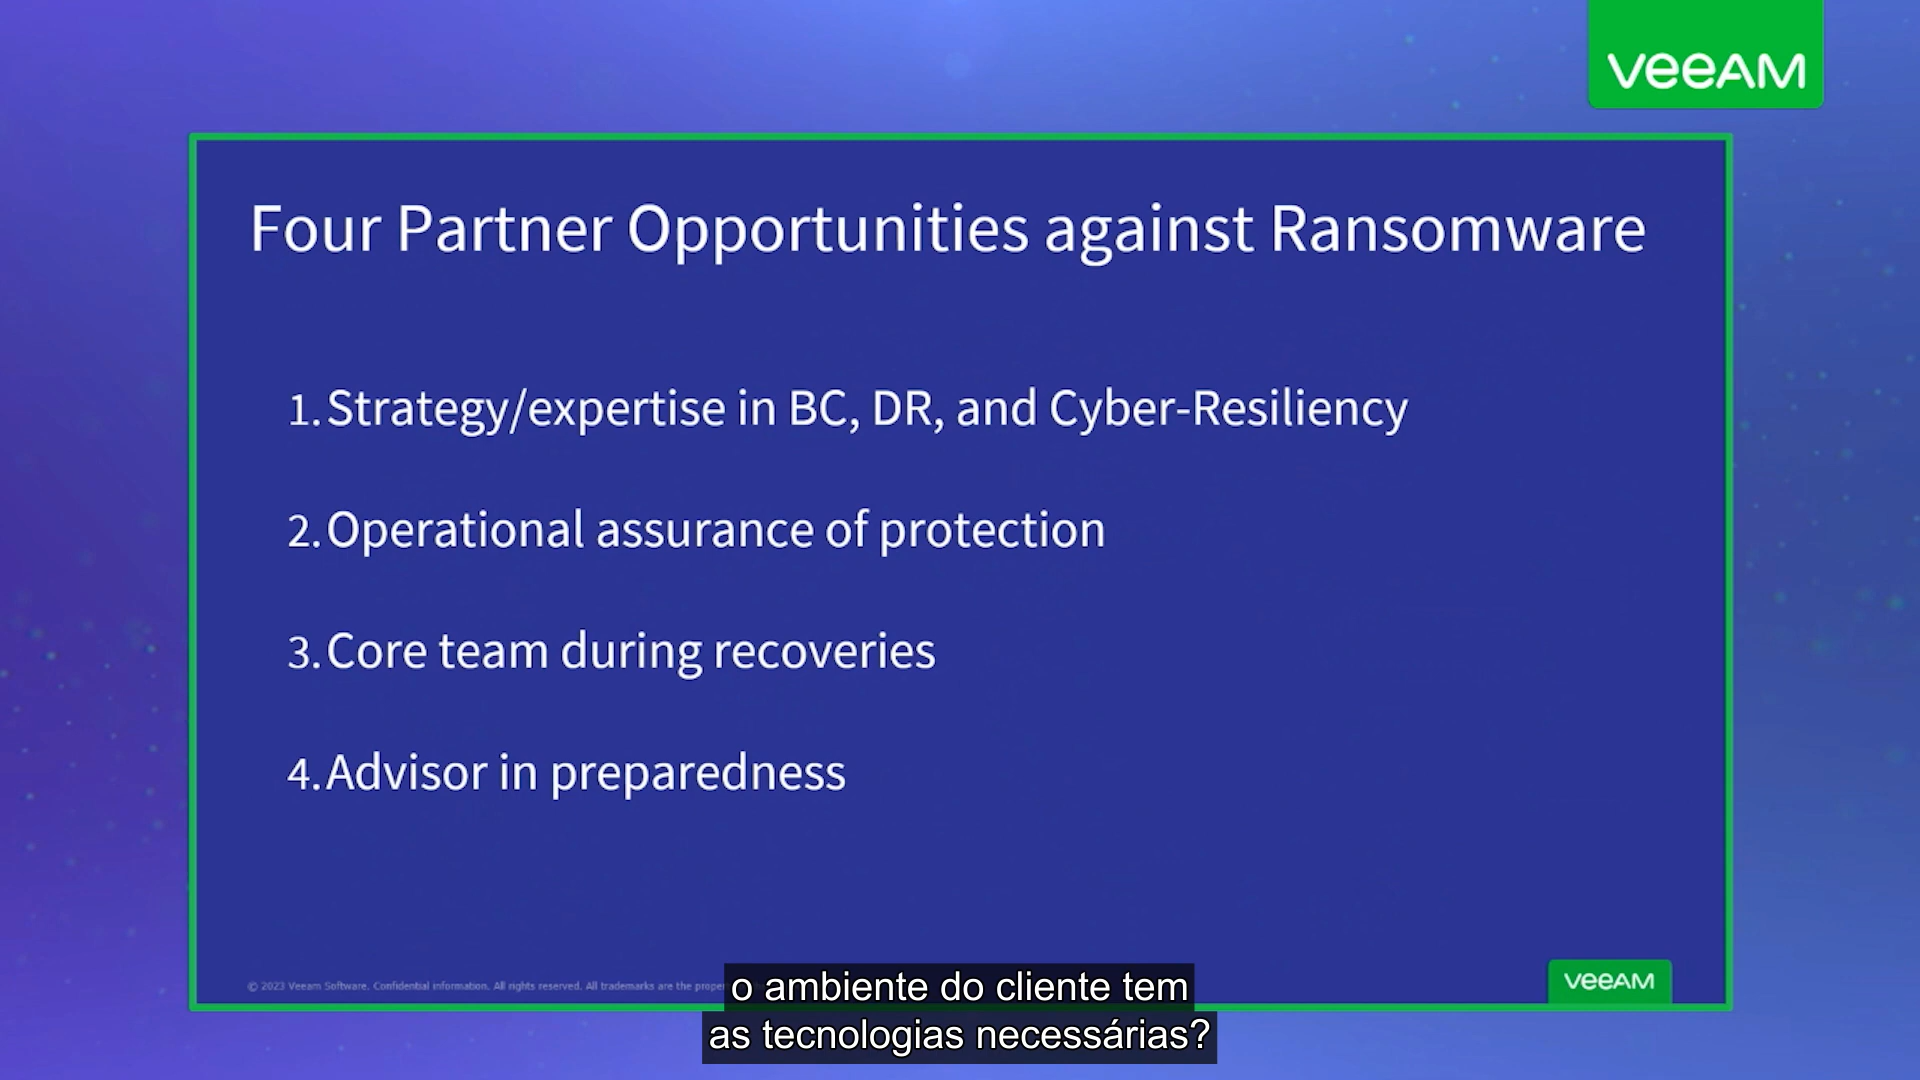 veeAM
Four Partner Opportunities against Ransomware
1. Strategy/expertise in BC, DR, and Cyber-Resiliency
2. Operational assurance of protection
3. Core team during recoveries
4. Advisor in preparedness
© 2023 Veeam Software. Confidential information. All rights reserved. All trademarks are the
veeAM
o ambiente do cliente tem
as tecnologias necessárias?